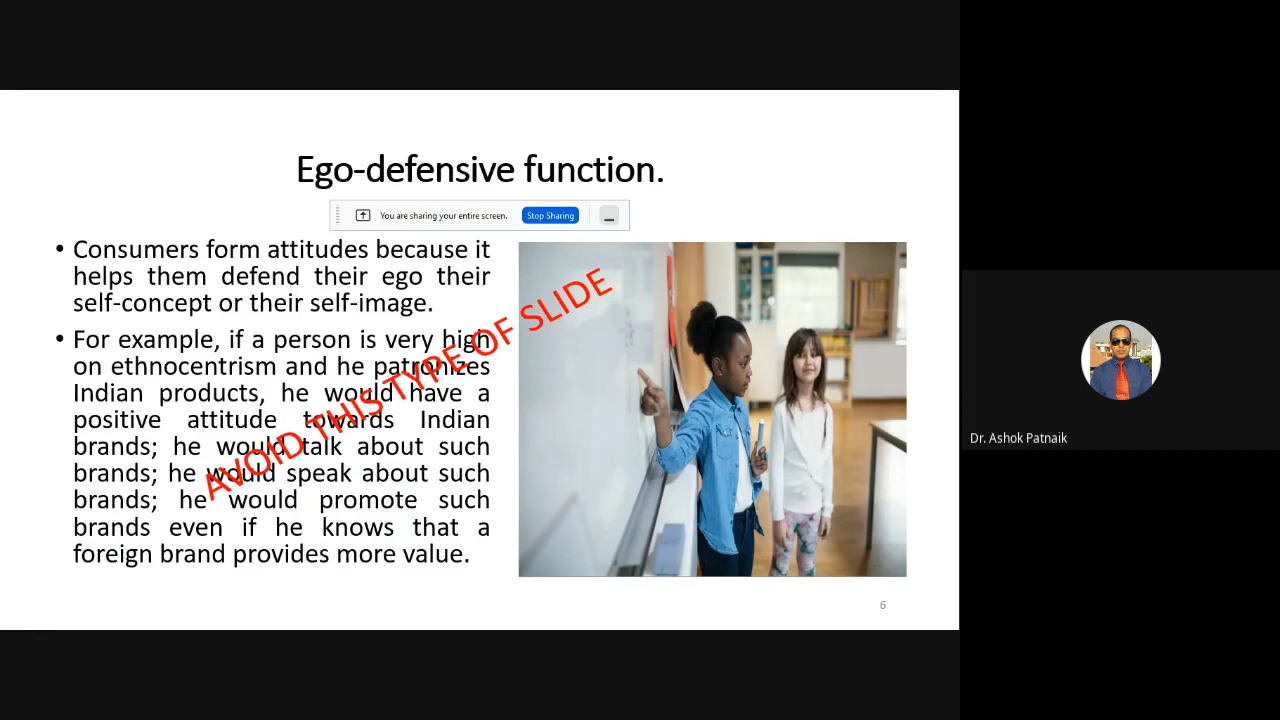 Ego-defensive function.
You are sharing your entire screen.
Stop Sharing
• Consumers form attitudes because it
helps them defend their ego their
self-concept or their self-image.
• For example, if a person is very high
on ethnocentrism and he patronizes
Indian products, he would have a
positive attitude towards Indian
brands; he would talk about such
brands; he would speak about such
brands; he would promote such
brands even if he knows that a
foreign brand provides more value.
AVOID THIS TYPE OF SLIDE
6
Dr. Ashok Patnaik